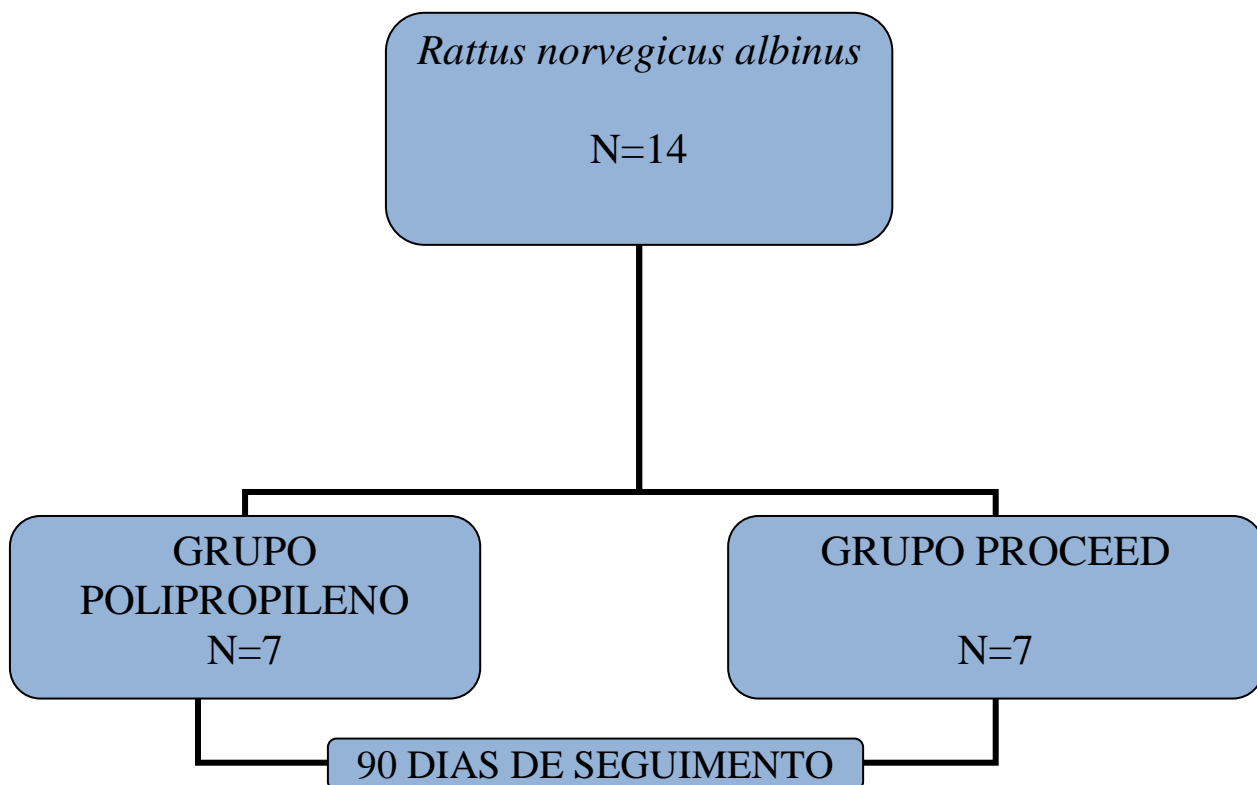 Rattus norvegicus albinus
N=14
GRUPO
POLIPROPILENO
N=7
GRUPO PROCEED
N=7
90 DIAS DE SEGUIMENTO